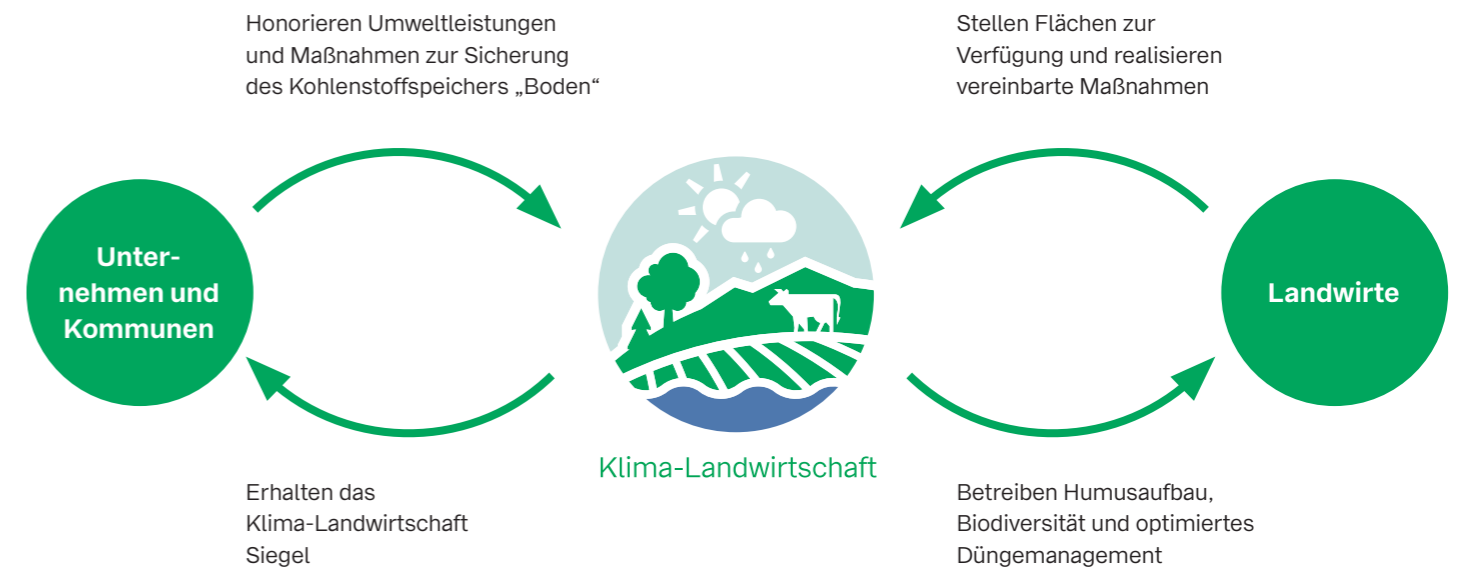 Honorieren Umweltleistungen
und Maßnahmen zur Sicherung
des Kohlenstoffspeichers „Boden“
Stellen Flächen zur
Verfügung und realisieren
vereinbarte Maßnahmen
Unter-
nehmen und
Kommunen
Landwirte
Klima-Landwirtschaft
Erhalten das
Klima-Landwirtschaft
Siegel
Betreiben Humusaufbau,
Biodiversität und optimiertes
Düngemanagement